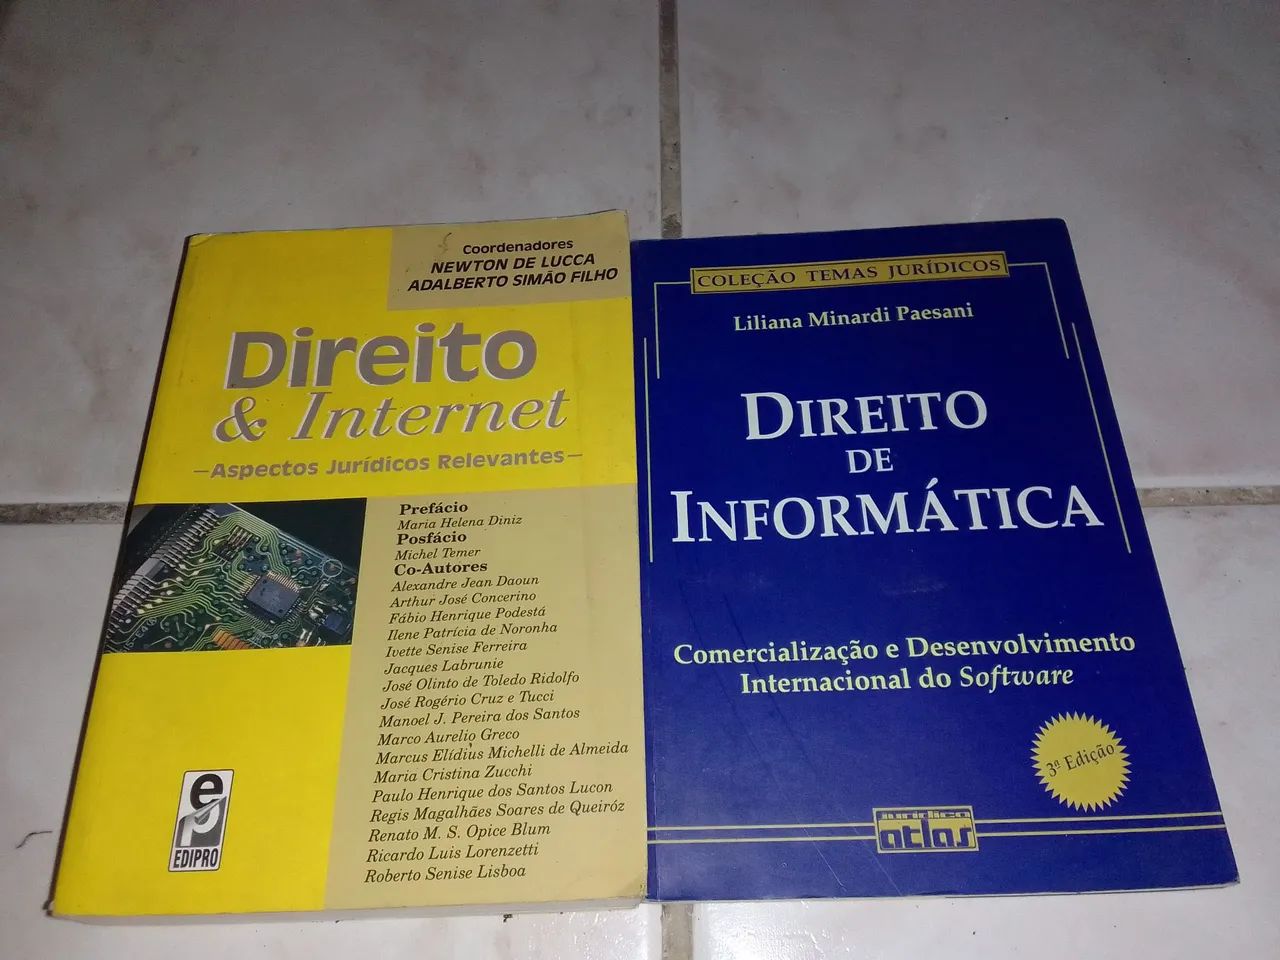 Coordenadores
NEWTON DE LUCCA
ADALBERTO SIMÃO FILHO
Direito
& Internet
—Aspectos Jurídicos Relevantes—
Prefácio
Maria Helena Diniz
Posfácio
Michel Temer
Co-Autores
Alexandre Jean Daoun
Arthur José Concerino
Fábio Henrique Podestá
Ilene Patrícia de Noronha
Ivette Senise Ferreira
Jacques Labrunie
José Olinto de Toledo Ridolfo
José Rogério Cruz e Tucci
Manoel J. Pereira dos Santos
Marco Aurelio Greco
Marcus Elídius Michelli de Almeida
Maria Cristina Zucchi
Paulo Henrique dos Santos Lucon
Regis Magalhães Soares de Queiróz
Renato M. S. Opice Blum
Ricardo Luis Lorenzetti
Roberto Senise Lisboa
ep
EDIPRO
COLEÇÃO TEMAS JURÍDICOS
Liliana Minardi Paesani
DIREITO
DE
INFORMÁTICA
Comercialização e Desenvolvimento
Internacional do Software
3ª Edição
jurídico
atlas